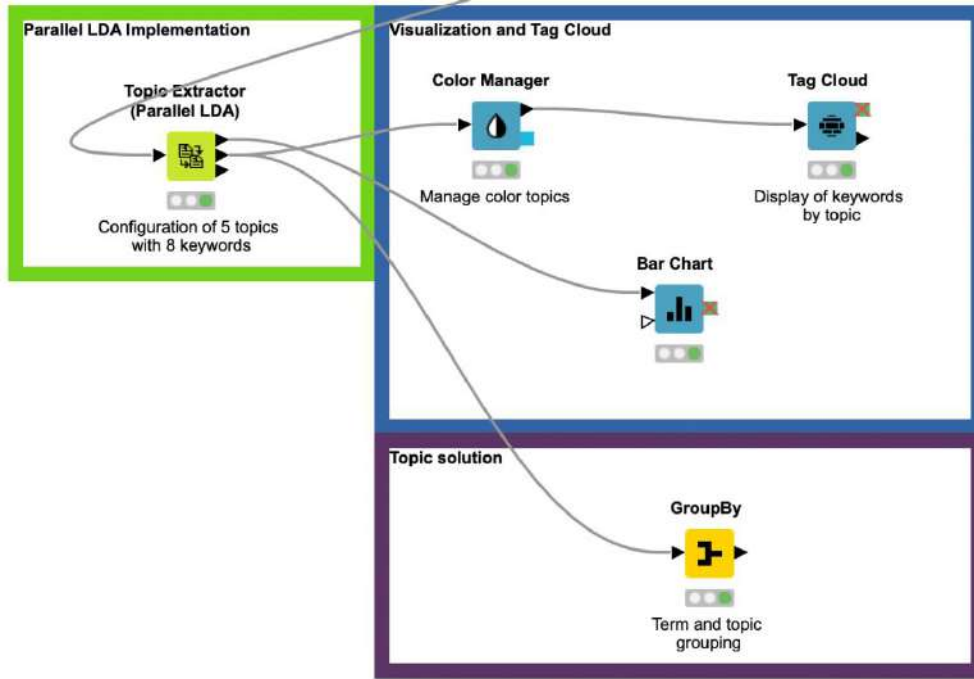 Parallel LDA Implementation
Topic Extractor
(Parallel LDA)
Configuration of 5 topics
with 8 keywords
Visualization and Tag Cloud
Color Manager
Manage color topics
Tag Cloud
Display of keywords
by topic
Bar Chart
Topic solution
GroupBy
Term and topic
grouping